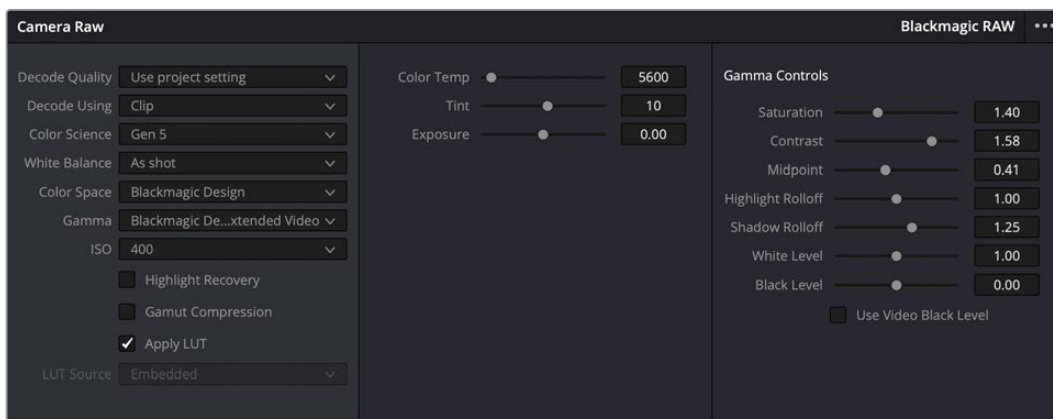 Camera Raw
Blackmagic RAW
Decode Quality Use project setting
Decode Using Clip
Color Science Gen 5
White Balance As shot
Color Space Blackmagic Design
Gamma Blackmagic De...xtended Video
ISO 400
Highlight Recovery
Gamut Compression
Apply LUT
LUT Source Embedded
Color Temp 5600
Tint 10
Exposure 0.00
Gamma Controls
Saturation 1.40
Contrast 1.58
Midpoint 0.41
Highlight Rolloff 1.00
Shadow Rolloff 1.25
White Level 1.00
Black Level 0.00
Use Video Black Level